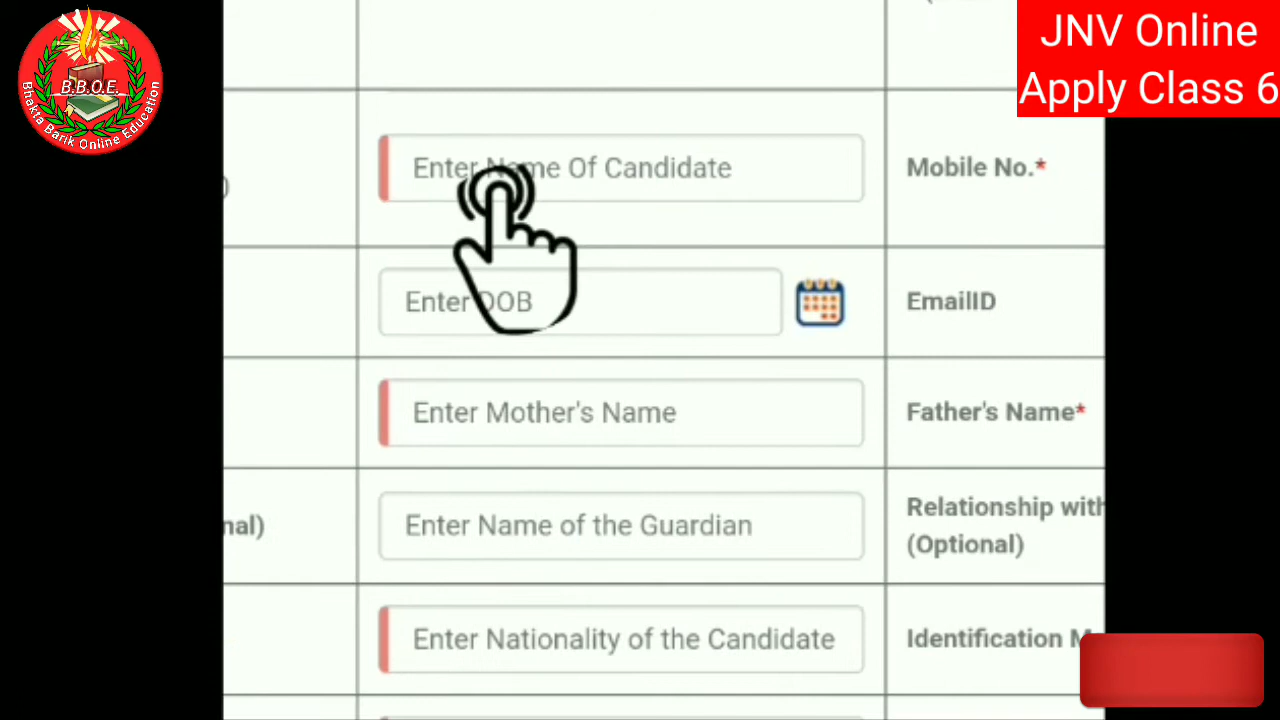 B.B.O.E.
Bhakta Barik Online Education
JNV Online
Apply Class 6
Enter Name Of Candidate
Mobile No.*
)
Enter DOB
EmailID
Enter Mother's Name
Father's Name*
nal)
Enter Name of the Guardian
Relationship with
(Optional)
Enter Nationality of the Candidate
Identification M